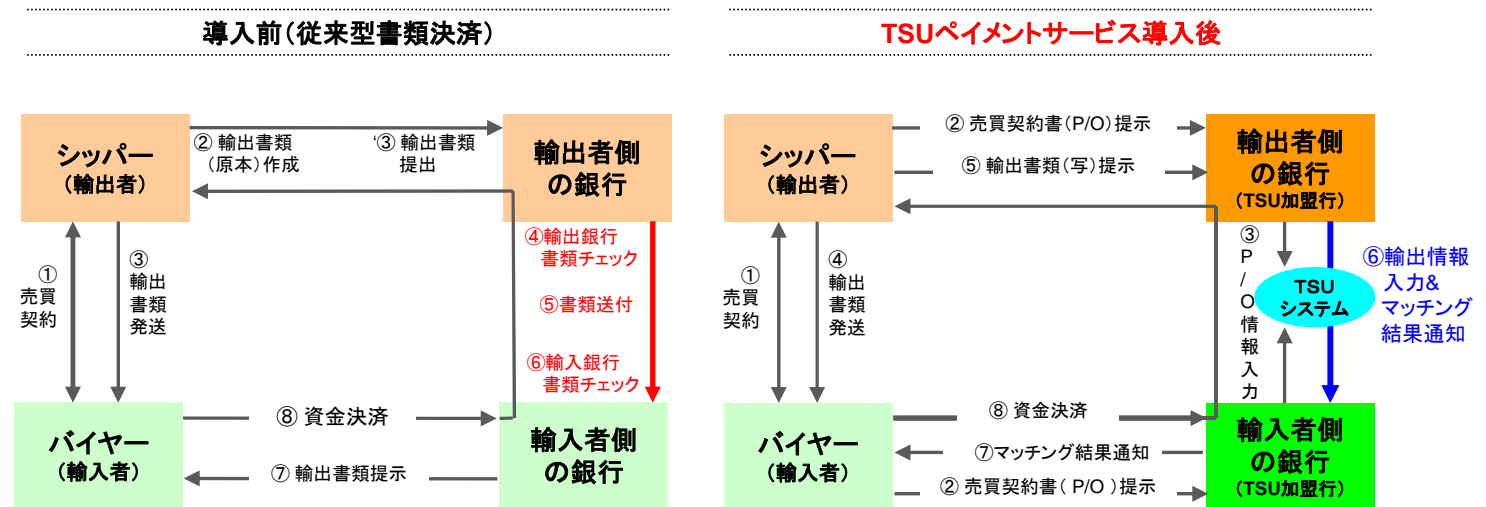 導入前（従来型書類決済）
シッパー
（輸出者）
② 輸出書類
（原本）作成
‘③ 輸出書類
提出
輸出者側
の銀行
①
売買
契約
③
輸出
書類
発送
④輸出銀行
書類チェック
⑤書類送付
⑥輸入銀行
書類チェック
バイヤー
（輸入者）
⑧ 資金決済
⑦ 輸出書類提示
輸入者側
の銀行
TSUペイメントサービス導入後
シッパー
（輸出者）
② 売買契約書（P/O）提示
⑤ 輸出書類（写）提示
輸出者側
の銀行
（TSU加盟行）
①
売買
契約
④
輸出
書類
発送
③
P
/
O
情
報
入
力
TSU
システム
⑥輸出情報
入力&
マッチング
結果通知
バイヤー
（輸入者）
⑧ 資金決済
⑦マッチング結果通知
② 売買契約書（ P/O ）提示
輸入者側
の銀行
（TSU加盟行）